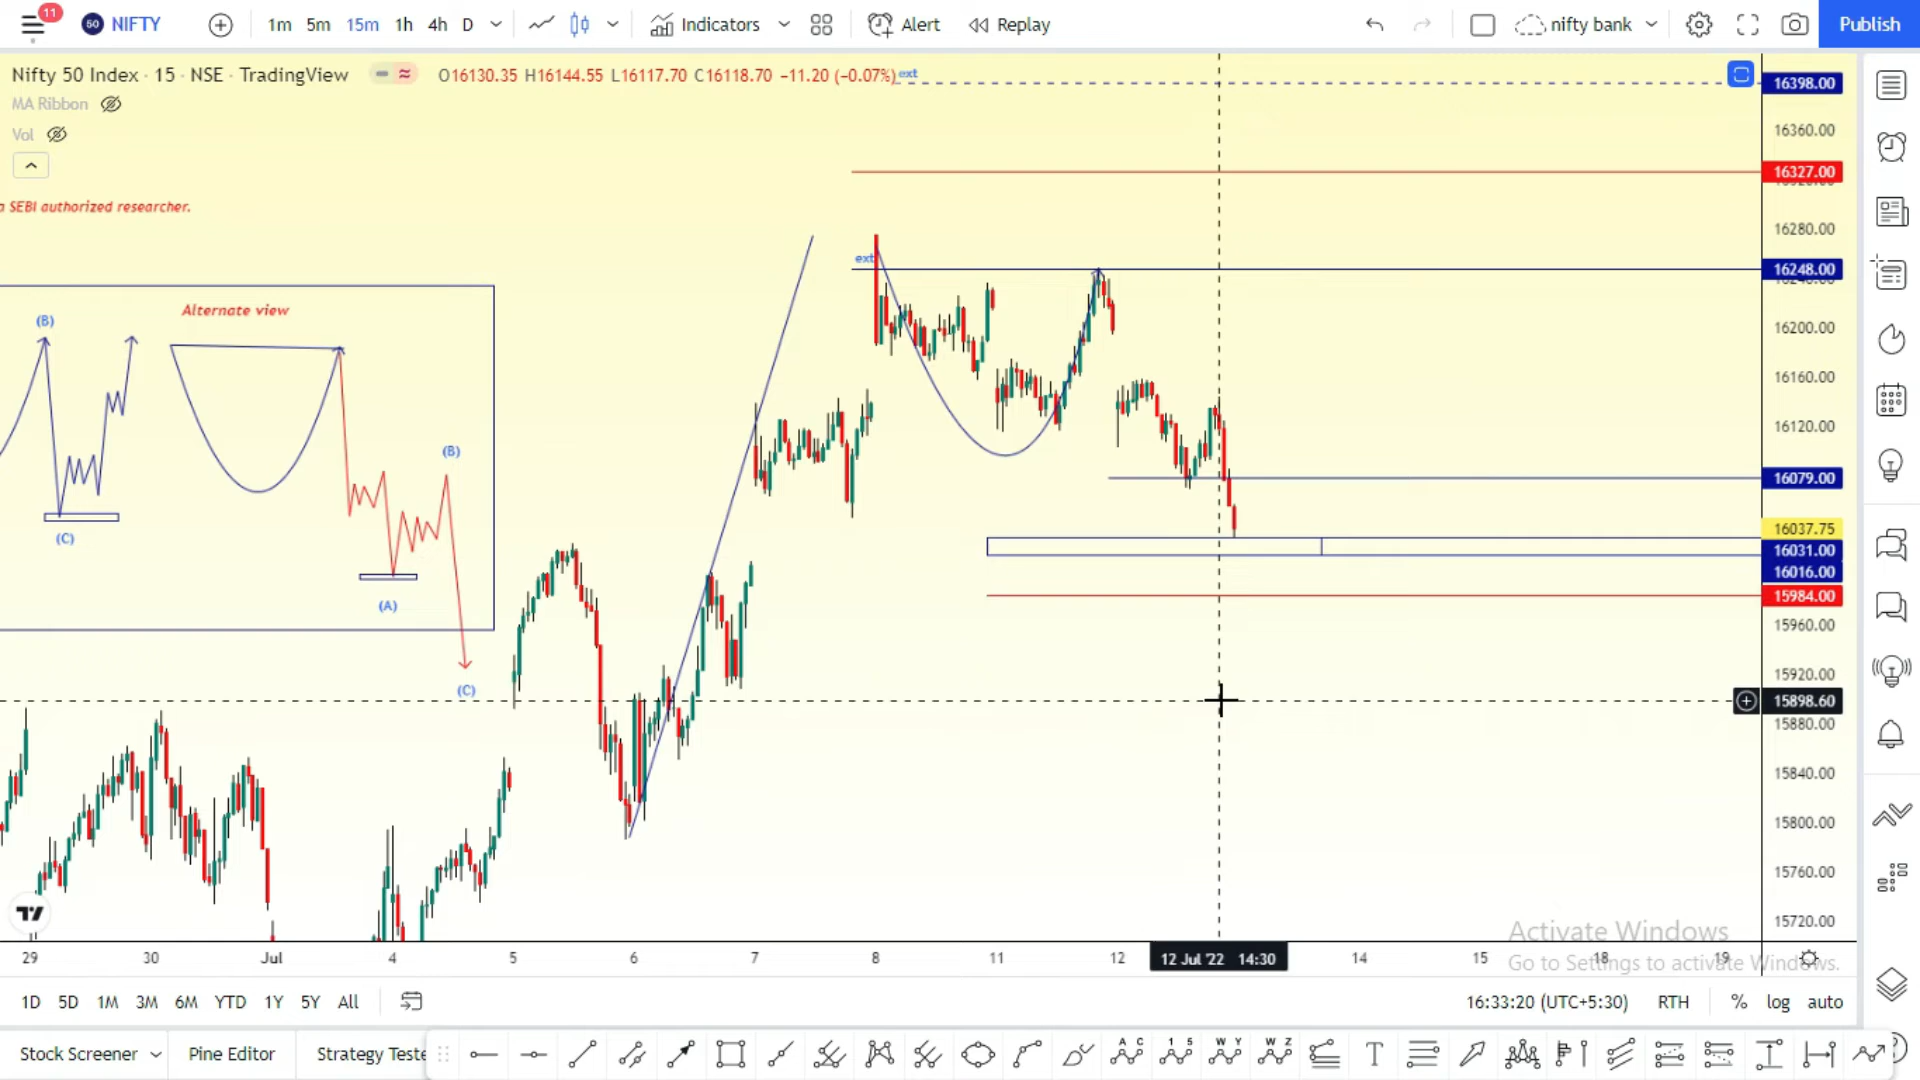 11
50 NIFTY 1m 5m 15m 1h 4h D Indicators Alert Replay nifty bank Publish
Nifty 50 Index · 15 · NSE · TradingView O16130.35 H16144.55 L16117.70 C16118.70 −11.20 (−0.07%) ext
MA Ribbon
Vol
a SEBI authorized researcher.
Alternate view
(B)
(C)
(B)
(A)
(C)
ext
16398.00
16360.00
16327.00
16280.00
16248.00
16200.00
16160.00
16120.00
16079.00
16037.75
16031.00
16016.00
15984.00
15960.00
15920.00
15898.60
15880.00
15840.00
15800.00
15760.00
15720.00
Activate Windows
Go to Settings to activate Windows.
29 30 Jul 4 5 6 7 8 11 12 12 Jul '22 14:30 14 15 18 19
1D 5D 1M 3M 6M YTD 1Y 5Y All 16:33:20 (UTC+5:30) RTH % log auto
Stock Screener Pine Editor Strategy Teste
A C 1 5 W Y W Z T